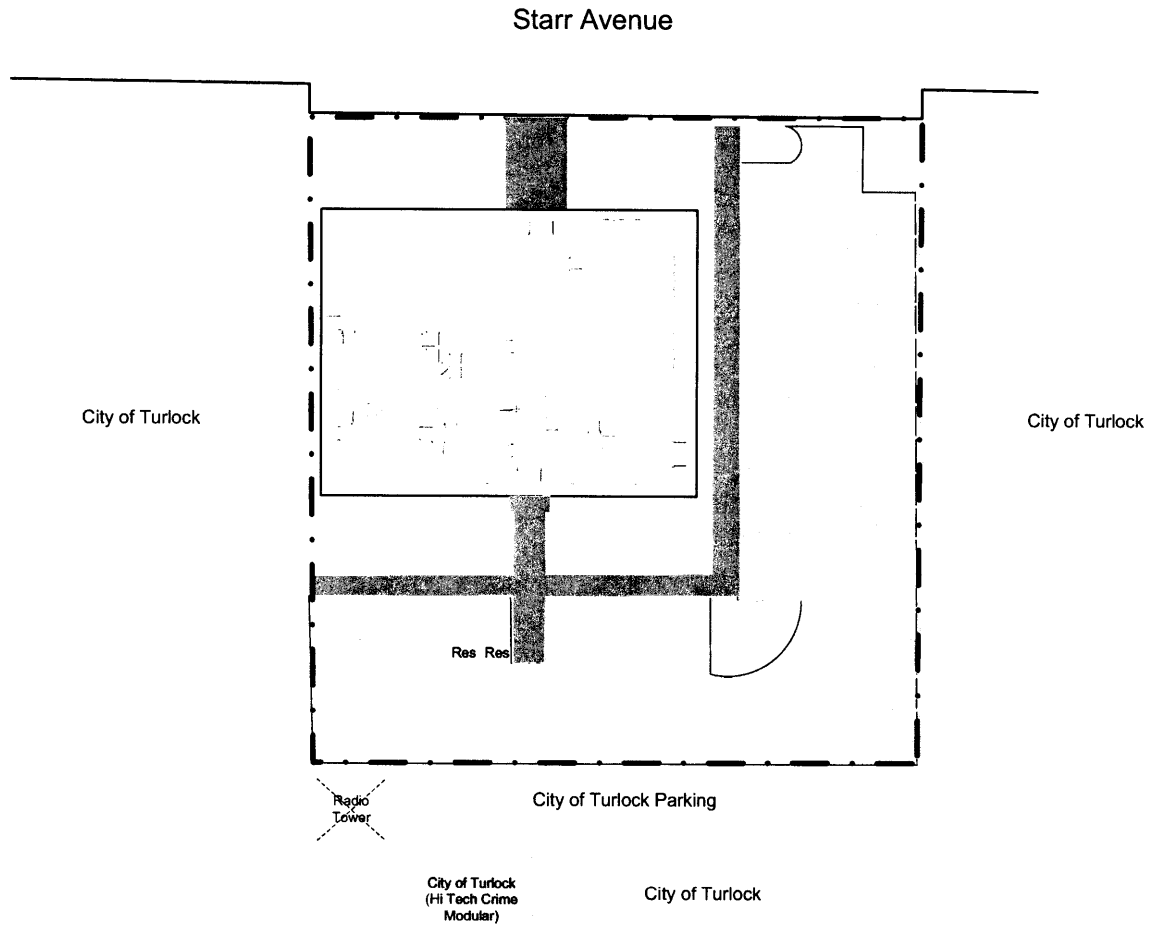 Starr Avenue
City of Turlock
City of Turlock
Res Res
Radio
Tower
City of Turlock Parking
City of Turlock
(Hi Tech Crime
Modular)
City of Turlock